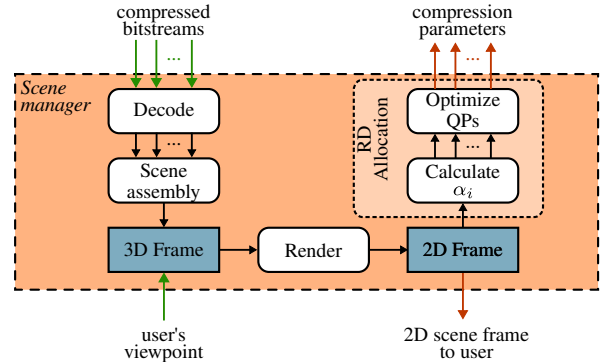 compressed
bitstreams
...
compression
parameters
...
Scene
manager
Decode
...
Scene
assembly
3D Frame
Render
2D Frame
RD
Allocation
Optimize
QPs
...
Calculate
αᵢ
user's
viewpoint
2D scene frame
to user